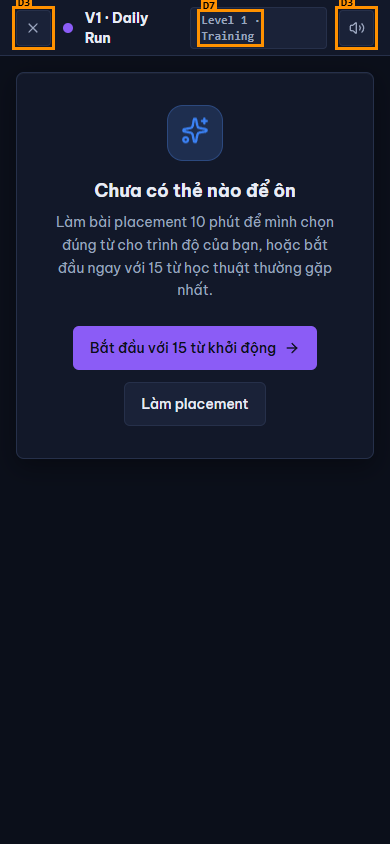 D3
D7
D3
V1 · Daily
Run
Level 1 ·
Training
Chưa có thẻ nào để ôn
Làm bài placement 10 phút để mình chọn
đúng từ cho trình độ của bạn, hoặc bắt
đầu ngay với 15 từ học thuật thường gặp
nhất.
Bắt đầu với 15 từ khởi động
Làm placement